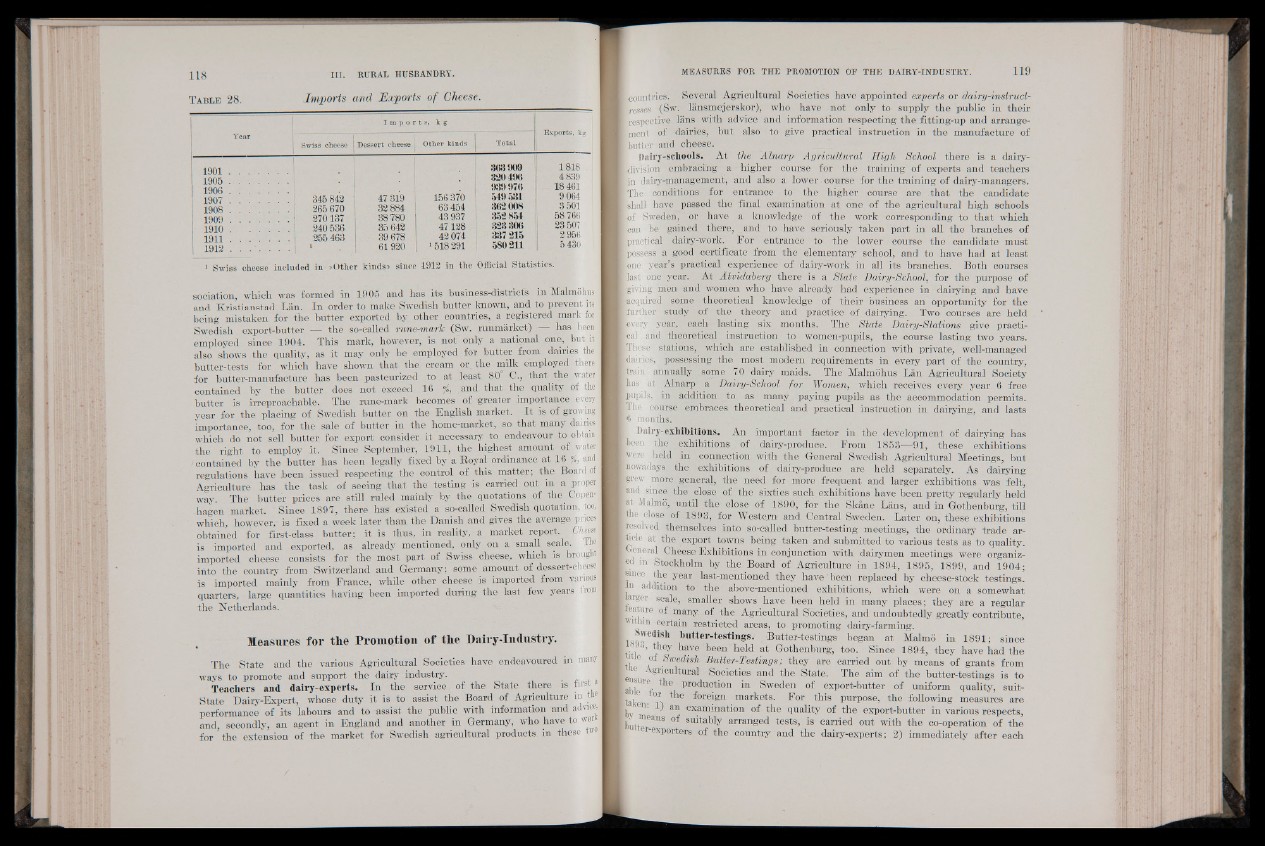 118 III. RURAL HUSBANDRY.
TABLE 28. Imports and Exports of Cheese.
Year Imports, kg Exports, kg
Swiss cheese Dessert cheese Other kinds Total
1901 . . . . . . . . . . 363 909 1 818
1905 . . . . . . . . . . 320 496 4 839
1906 . . . . . . . . . . 939 976 18 461
1907 . . . . . . . 345 842 47 319 156 370 549 531 9 064
1908 . . . . . . . 265 670 32 884 63 454 362 008 3 501
1909 . . . . . . . 270 137 38 780 43 937 352 854 58 766
1910 . . . . . . . 240 536 35 642 47 128 323 306 23 507
1911 . . . . . . . 255 463 39 678 42 074 337 215 2 956
1912 . . . . . . . ¹ 61 920 ¹ 518 291 580 211 5 430
¹ Swiss cheese included in »Other kinds» since 1912 in the Official Statistics.
sociation, which was formed in 1905 and has its business-districts in Malmöhus
and Kristianstad Län. In order to make Swedish butter known, and to prevent its
being mistaken for the butter exported by other countries, a registered mark for
Swedish export-butter — the so-called rune-mark (Sw. runmärket) — has been
employed since 1904. This mark, however, is not only a national one, but it
also shows the quality, as it may only be employed for butter from dairies the
butter-tests for which have shown that the cream or the milk employed there
for butter-manufacture has been pasteurized to at least 80° C., that the water
contained by the butter does not exceed 16 %, and that the quality of the
butter is irreproachable. The rune-mark becomes of greater importance every
year for the placing of Swedish butter on the English market. It is of growing
importance, too, for the sale of butter in the home-market, so that many dairies
which do not sell butter for export consider it necessary to endeavour to obtain
the right to employ it. Since September, 1911, the highest amount of water
contained by the butter has been legally fixed by a Royal ordinance at 16 %, and
regulations have been issued respecting the control of this matter; the Board of
Agriculture has the task of seeing that the testing is carried out in a proper
way. The butter prices are still ruled mainly by the quotations of the Copen-
hagen market. Since 1897, there has existed a so-called Swedish quotation, too,
which, however, is fixed a week later than the Danish and gives the average prices
obtained for first-class butter; it is thus, in reality, a market report. Cheese
is imported and exported, as already mentioned, only on a small scale. The
imported cheese consists for the most part of Swiss cheese, which is brought
into the country from Switzerland and Germany; some amount of dessert-cheese
is imported mainly from France, while other cheese is imported from various
quarters, large quantities having been imported during the last few years from
the Netherlands.
Measures for the Promotion of the Dairy-Industry.
The State and the various Agricultural Societies have endeavoured in many
ways to promote and support the dairy industry.
Teachers and dairy-experts. In the service of the State there is first a
State Dairy-Expert, whose duty it is to assist the Board of Agriculture in the
performance of its labours and to assist the public with information and advice,
and, secondly, an agent in England and another in Germany, who have to work
for the extension of the market for Swedish agricultural products in these two
MEASURES FOR THE PROMOTION OF THE DAIRY-INDUSTRY. 119
countries. Several Agricultural Societies have appointed experts or dairy-instruct-
resses (Sw. länsmejerskor), who have not only to supply the public in their
respective läns with advice and information respecting the fitting-up and arrange-
ment of dairies, but also to give practical instruction in the manufacture of
butter and cheese.
Dairy-schools. At the Alnarp Agricultural High School there is a dairy-
division embracing a higher course for the training of experts and teachers
in dairy-management, and also a lower course for the training of dairy-managers.
The conditions for entrance to the higher course are that the candidate
shall have passed the final examination at one of the agricultural high schools
of Sweden, or have a knowledge of the work corresponding to that which
can be gained there, and to have seriously taken part in all the branches of
practical dairy-work. For entrance to the lower course the candidate must
possess a good certificate from the elementary school, and to have had at least
one year's practical experience of dairy-work in all its branches. Both courses
last one year. At Atvidaberg there is a State Dairy-School, for the purpose of
giving men and women who have already had experience in dairying and have
acquired some theoretical knowledge of their business an opportunity for the
farther study of the theory and practice of dairying. Two courses are held
every year, each lasting six months. The State Dairy-Stations give practi-
cal and theoretical instruction to women-pupils, the course lasting two years.
These stations, which are established in connection with private, well-managed
dairies, possessing the most modern requirements in every part of the country,
train annually some 70 dairy maids. The Malmöhus Län Agricultural Society
has at Alnarp a Dairy-School for Women, which receives every year 6 free
pupils, in addition to as many paying pupils as the accommodation permits.
The course embraces theoretical and practical instruction in dairying, and lasts
6 months.
Dairy-exhibitions. An important factor in the development of dairying has
been the exhibitions of dairy-produce. From 1853—91, these exhibitions
were held in connection with the General Swedish Agricultural Meetings, but
nowadays the exhibitions of dairy-produce are held separately. As dairying
grew more general, the need for more frequent and larger exhibitions was felt,
and since the close of the sixties such exhibitions have been pretty regularly held
at Malmö, until the close of 1890, for the Skåne Läns, and in Gothenburg, till
the close of 1893, for Western and Central Sweden. Later on, these exhibitions
resolved themselves into so-called butter-testing meetings, the ordinary trade ar-
ticle at the export towns being taken and submitted to various tests as to quality.
General Cheese Exhibitions in conjunction with dairymen meetings were organiz-
ed in Stockholm by the Board of Agriculture in 1894, 1895, 1899, and 1904;
since the year last-mentioned they have been replaced by cheese-stock testings.
In addition to the above-mentioned exhibitions, which were on a somewhat
larger scale, smaller shows have been held in many places; they are a regular
feature of many of the Agricultural Societies, and undoubtedly greatly contribute,
within certain restricted areas, to promoting dairy-farming.
Swedish butter-testings. Butter-testings began at Malmö in 1891; since
1893, they have been held at Gothenburg, too. Since 1894, they have had the
title of Swedish Butter-Testings; they are carried out by means of grants from
the Agricultural Societies and the State. The aim of the butter-testings is to
ensure the production in Sweden of export-butter of uniform quality, suit-
able for the foreign markets. For this purpose, the following measures are
taken: 1) an examination of the quality of the export-butter in various respects,
by means of suitably arranged tests, is carried out with the co-operation of the
butter-exporters of the country and the dairy-experts; 2) immediately after each